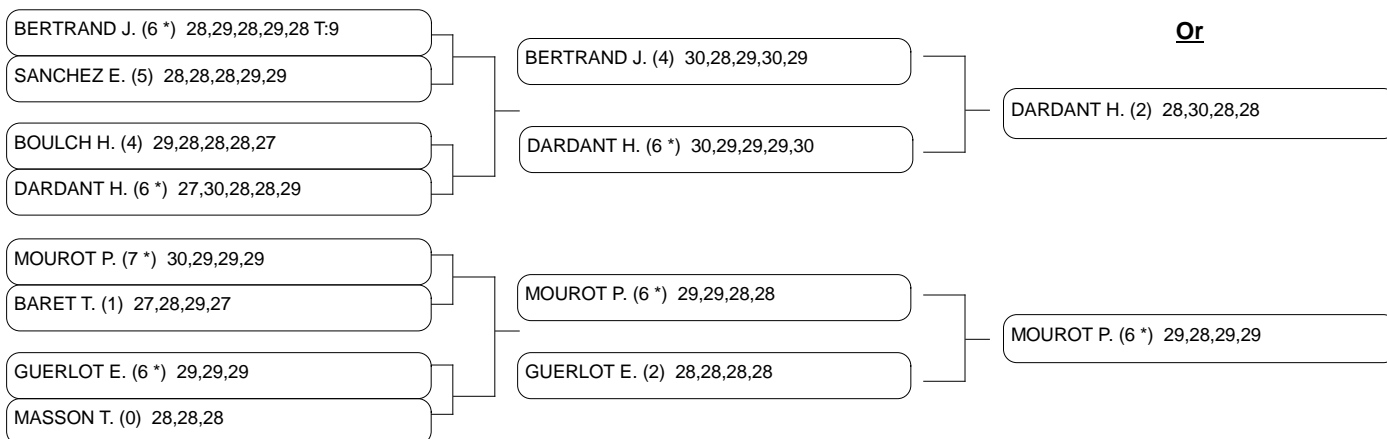 BERTRAND J. (6 *) 28,29,28,29,28 T:9
SANCHEZ E. (5) 28,28,28,29,29
BOULCH H. (4) 29,28,28,28,27
DARDANT H. (6 *) 27,30,28,28,29
MOUROT P. (7 *) 30,29,29,29
BARET T. (1) 27,28,29,27
GUERLOT E. (6 *) 29,29,29
MASSON T. (0) 28,28,28
BERTRAND J. (4) 30,28,29,30,29
DARDANT H. (6 *) 30,29,29,29,30
MOUROT P. (6 *) 29,29,28,28
GUERLOT E. (2) 28,28,28,28
Or
DARDANT H. (2) 28,30,28,28
MOUROT P. (6 *) 29,28,29,29